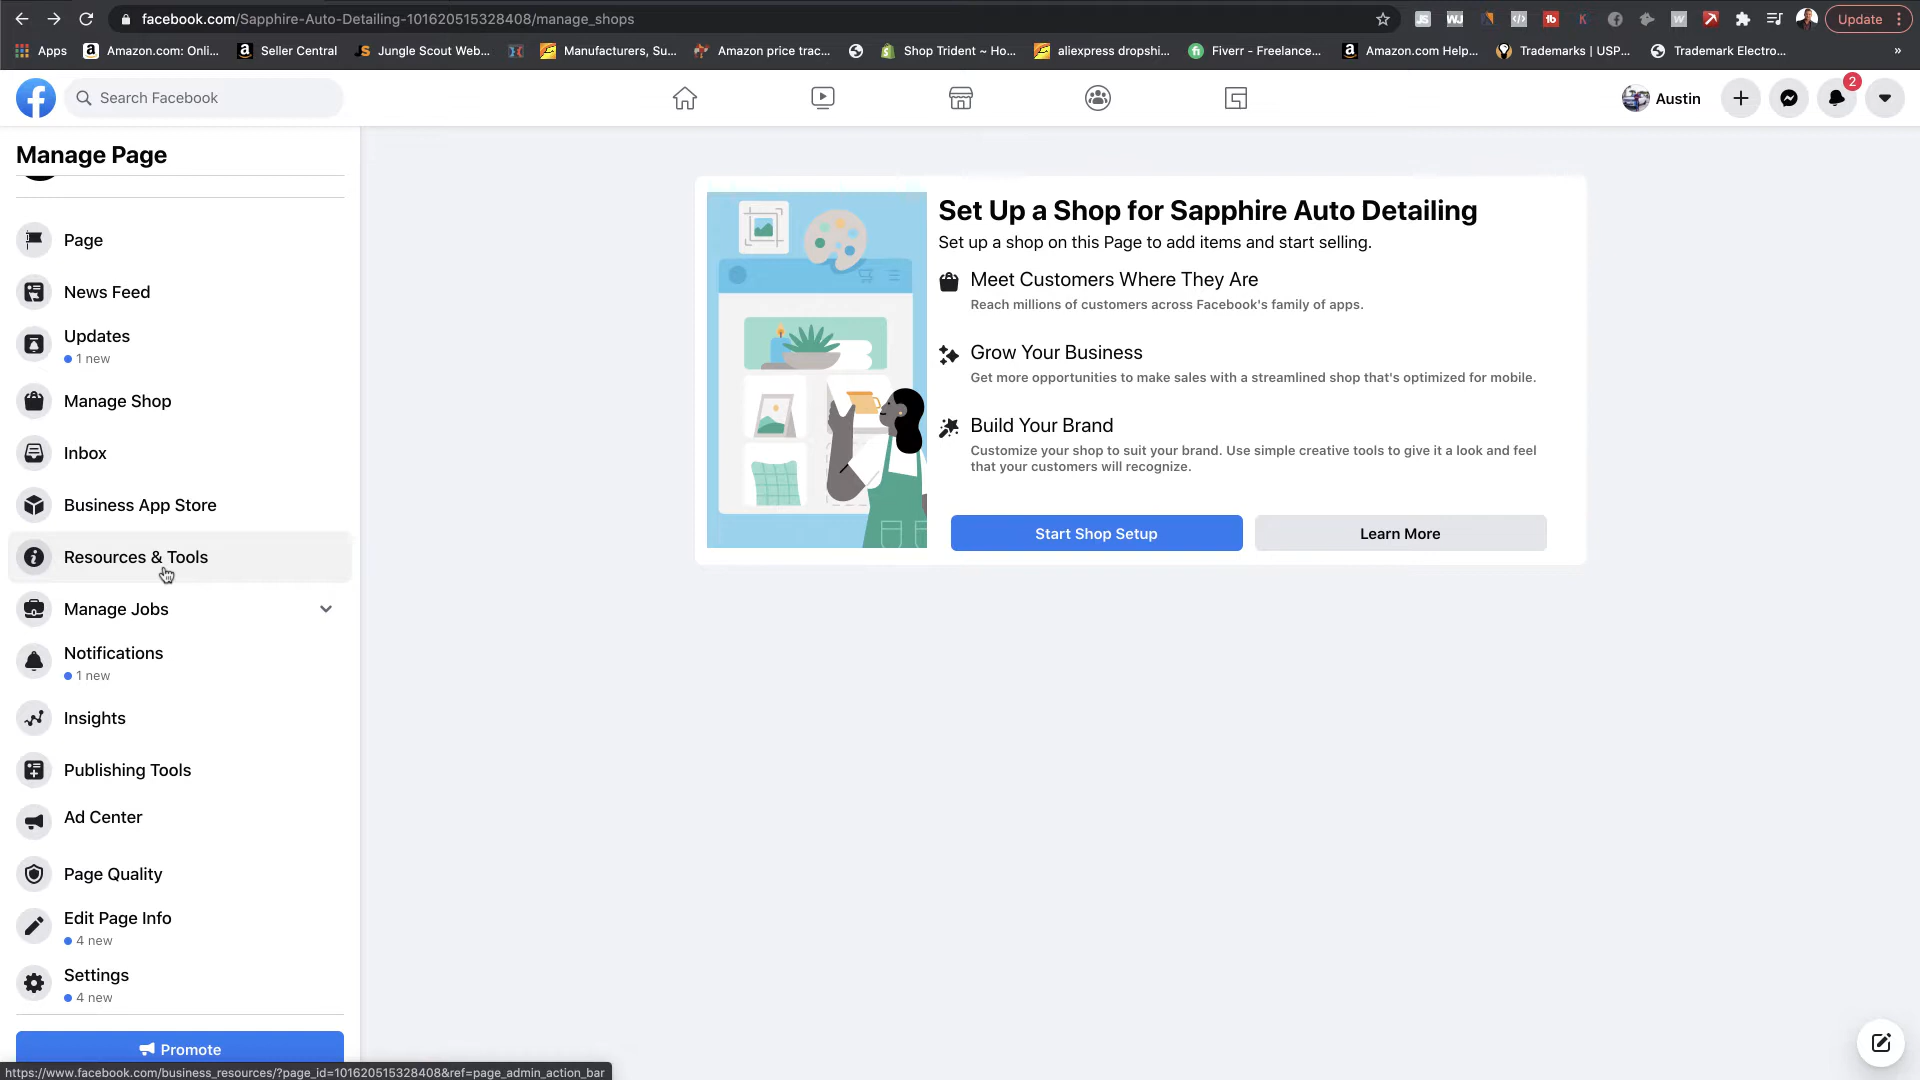 facebook.com/Sapphire-Auto-Detailing-101620515328408/manage_shops
Update
Apps
Amazon.com: Onli...
Seller Central
Jungle Scout Web...
Manufacturers, Su...
Amazon price trac...
Shop Trident ~ Ho...
aliexpress dropshi...
Fiverr - Freelance...
Amazon.com Help...
Trademarks | USP...
Trademark Electro...
»
Search Facebook
Austin
2
Manage Page
Page
News Feed
Updates
1 new
Manage Shop
Inbox
Business App Store
Resources & Tools
Manage Jobs
Notifications
1 new
Insights
Publishing Tools
Ad Center
Page Quality
Edit Page Info
4 new
Settings
4 new
Promote
https://www.facebook.com/business_resources/?page_id=101620515328408&ref=page_admin_action_bar
Set Up a Shop for Sapphire Auto Detailing
Set up a shop on this Page to add items and start selling.
Meet Customers Where They Are
Reach millions of customers across Facebook's family of apps.
Grow Your Business
Get more opportunities to make sales with a streamlined shop that's optimized for mobile.
Build Your Brand
Customize your shop to suit your brand. Use simple creative tools to give it a look and feel
that your customers will recognize.
Start Shop Setup
Learn More